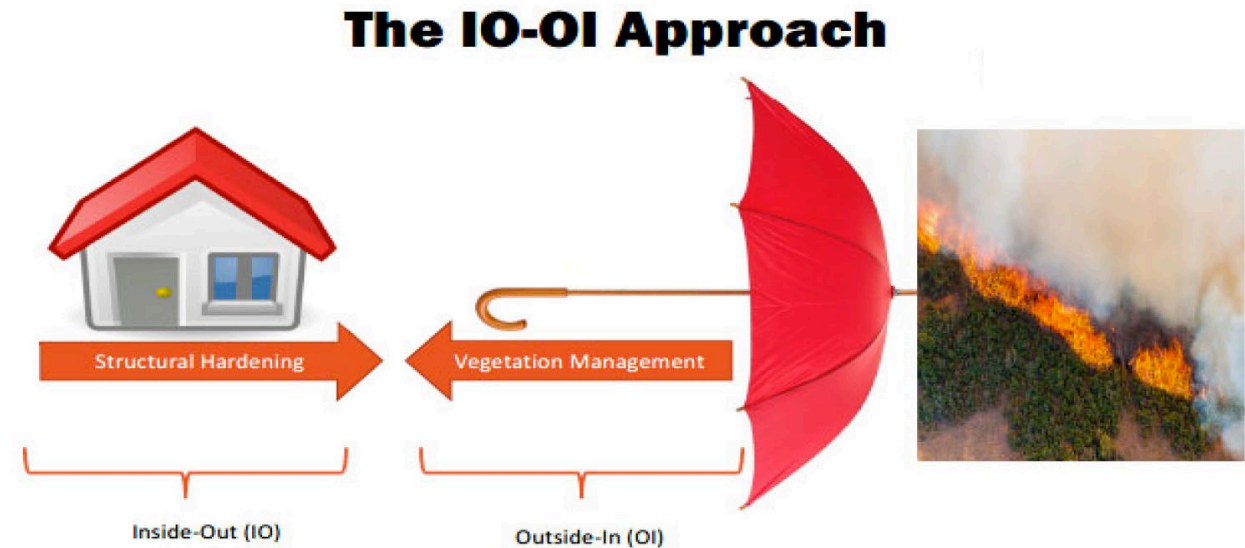 The IO-OI Approach
Structural Hardening
Vegetation Management
Inside-Out (IO)
Outside-In (OI)